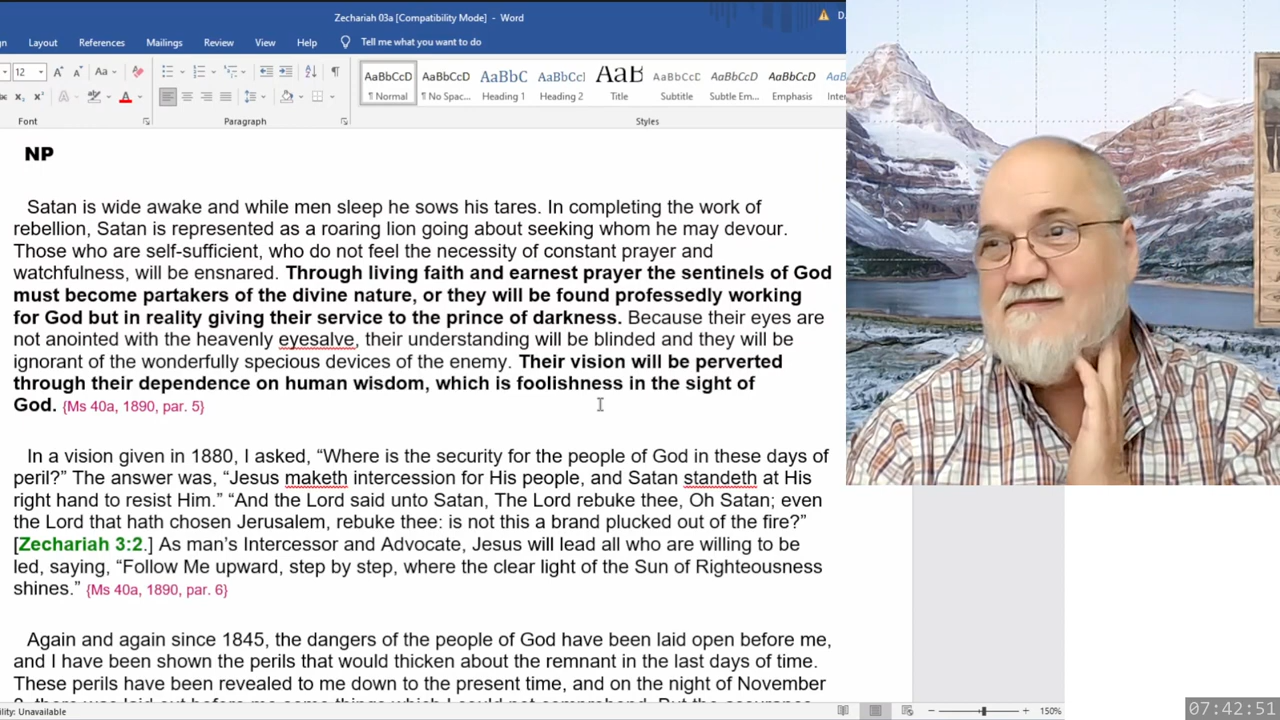 Zechariah 03a [Compatibility Mode] - Word
D.
Layout References Mailings Review View Help Tell me what you want to do
12 Aa
AaBbCcD AaBbCcD AaBbC AaBbCcl AaB AaBbCcD AaBbCcD AaBbCcD
¶ Normal ¶ No Spac... Heading 1 Heading 2 Title Subtitle Subtle Em... Emphasis
Font Paragraph Styles
NP
Satan is wide awake and while men sleep he sows his tares. In completing the work of
rebellion, Satan is represented as a roaring lion going about seeking whom he may devour.
Those who are self-sufficient, who do not feel the necessity of constant prayer and
watchfulness, will be ensnared. Through living faith and earnest prayer the sentinels of God
must become partakers of the divine nature, or they will be found professedly working
for God but in reality giving their service to the prince of darkness. Because their eyes are
not anointed with the heavenly eyesalve, their understanding will be blinded and they will be
ignorant of the wonderfully specious devices of the enemy. Their vision will be perverted
through their dependence on human wisdom, which is foolishness in the sight of
God. {Ms 40a, 1890, par. 5}
In a vision given in 1880, I asked, “Where is the security for the people of God in these days of
peril?” The answer was, “Jesus maketh intercession for His people, and Satan standeth at His
right hand to resist Him.” “And the Lord said unto Satan, The Lord rebuke thee, Oh Satan; even
the Lord that hath chosen Jerusalem, rebuke thee: is not this a brand plucked out of the fire?”
[Zechariah 3:2.] As man’s Intercessor and Advocate, Jesus will lead all who are willing to be
led, saying, “Follow Me upward, step by step, where the clear light of the Sun of Righteousness
shines.” {Ms 40a, 1890, par. 6}
Again and again since 1845, the dangers of the people of God have been laid open before me,
and I have been shown the perils that would thicken about the remnant in the last days of time.
These perils have been revealed to me down to the present time, and on the night of November
Unavailable
150%
07:42:51